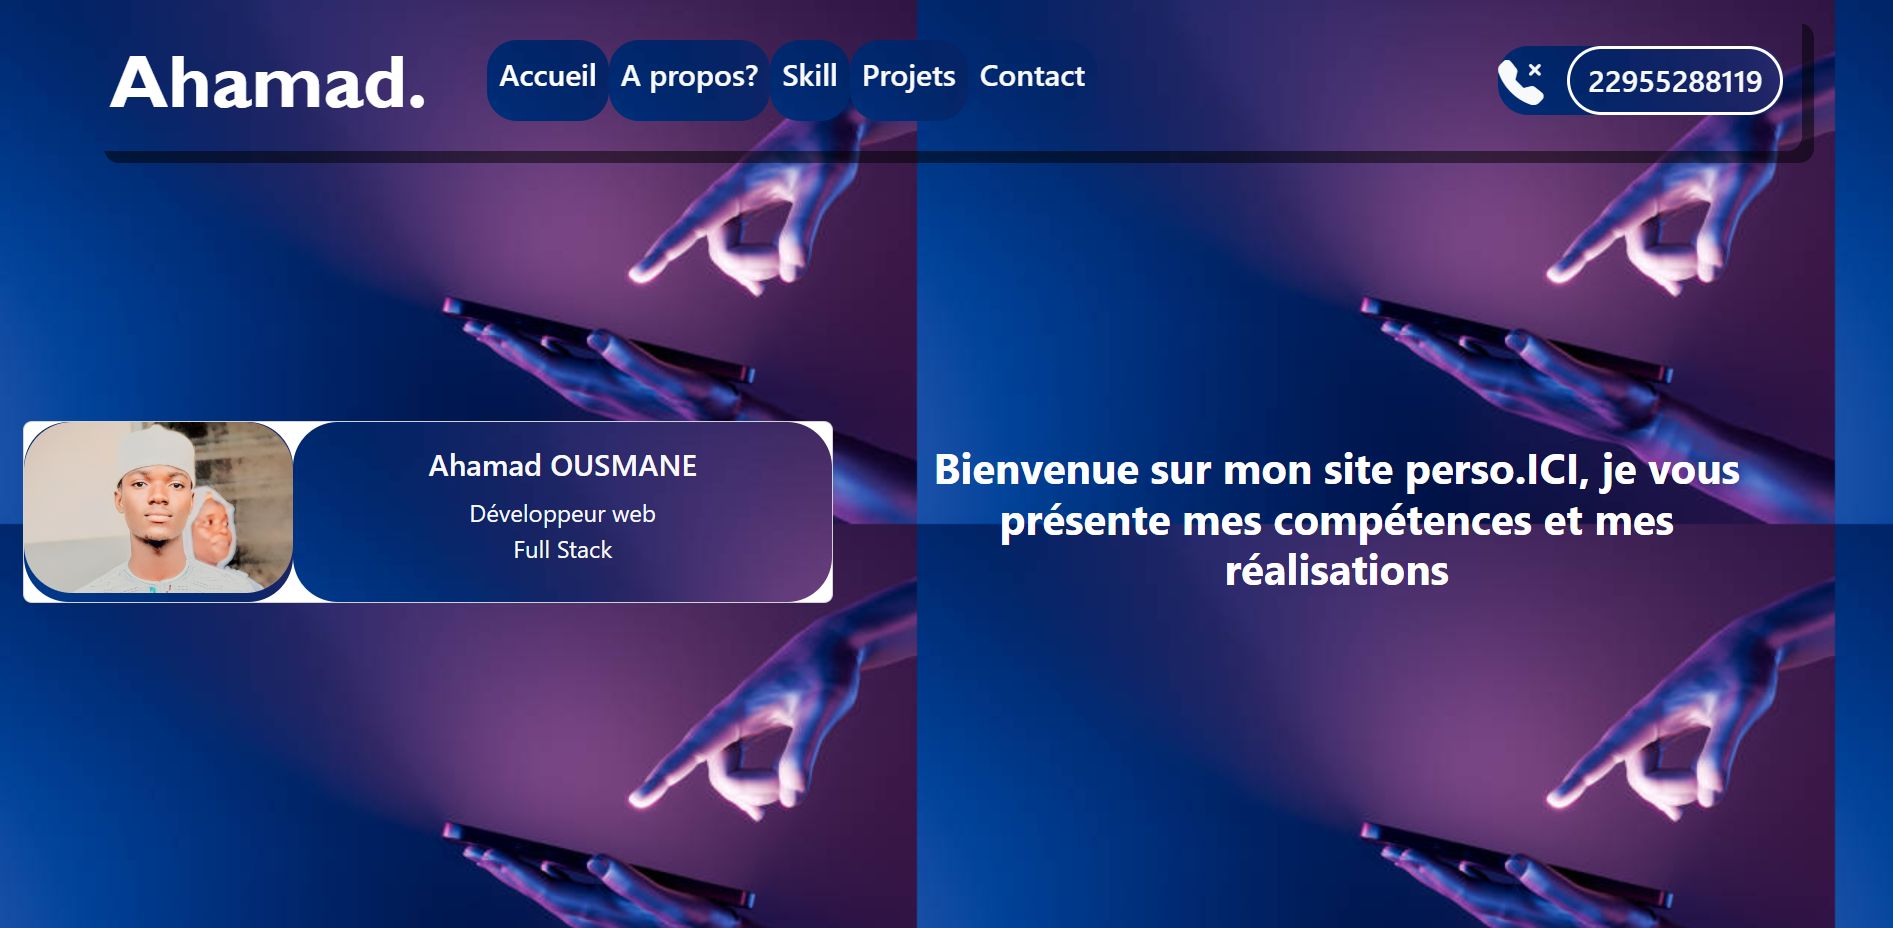 Ahamad.
Accueil A propos? Skill Projets Contact
22955288119
Ahamad OUSMANE
Développeur web
Full Stack
Bienvenue sur mon site perso.ICI, je vous
présente mes compétences et mes
réalisations